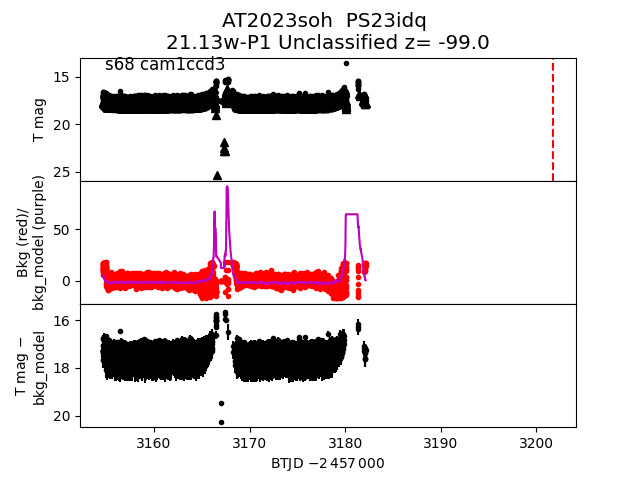 AT2023soh  PS23idq
21.13w-P1 Unclassified z= -99.0
s68 cam1ccd3
15
20
25
T mag
50
0
Bkg (red)/
bkg_model (purple)
16
18
20
T mag −
bkg_model
3160 3170 3180 3190 3200
BTJD −2 457 000